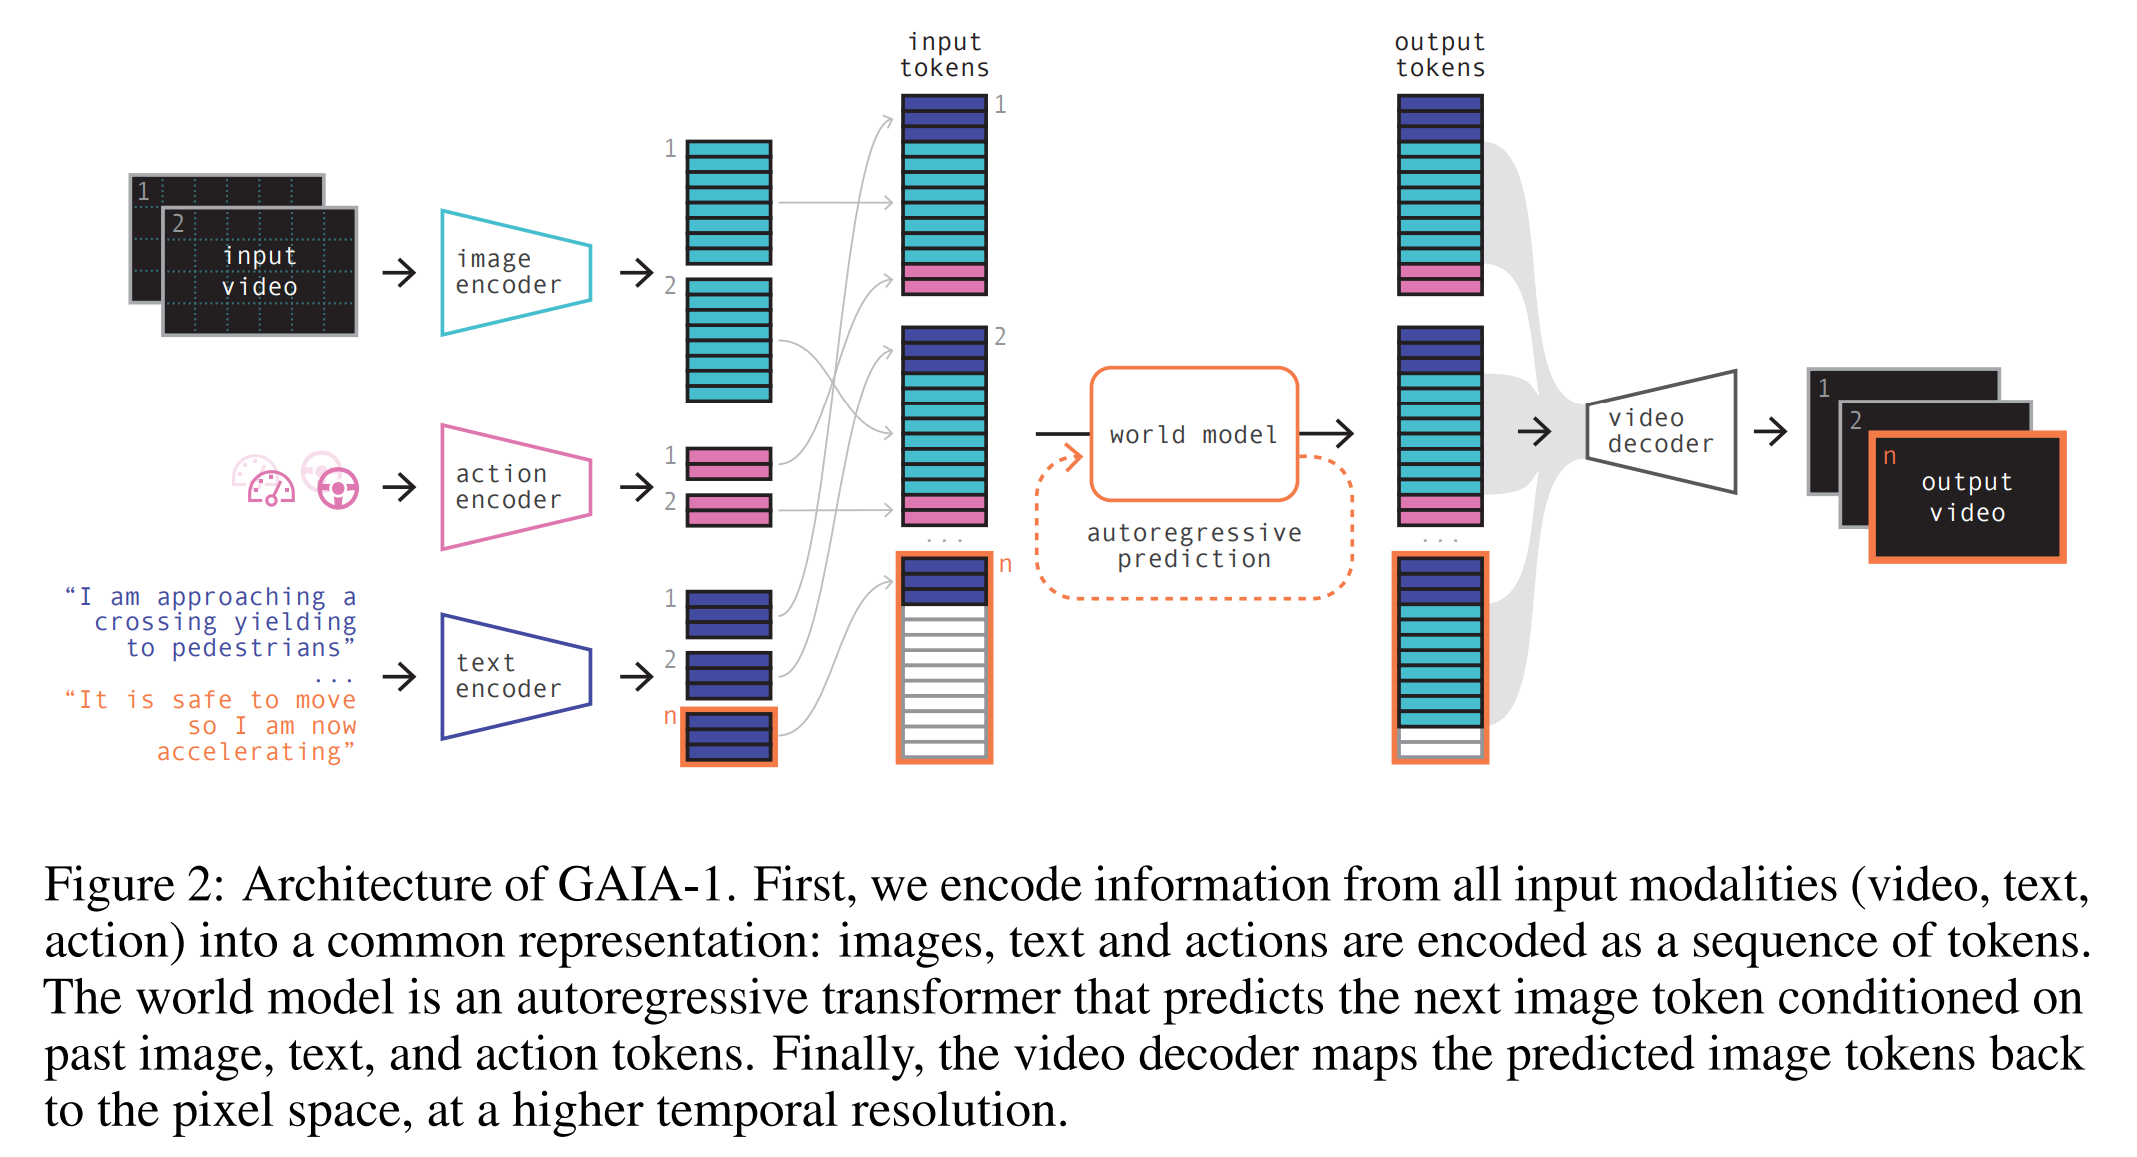 input
tokens
output
tokens
1
2
input
video
image
encoder
1
2
action
encoder
1
2
“I am approaching a
crossing yielding
to pedestrians”
...
“It is safe to move
so I am now
accelerating”
text
encoder
1
2
n
1
2
...
n
world model
autoregressive
prediction
...
video
decoder
1
2
n
output
video
Figure 2: Architecture of GAIA-1. First, we encode information from all input modalities (video, text,
action) into a common representation: images, text and actions are encoded as a sequence of tokens.
The world model is an autoregressive transformer that predicts the next image token conditioned on
past image, text, and action tokens. Finally, the video decoder maps the predicted image tokens back
to the pixel space, at a higher temporal resolution.